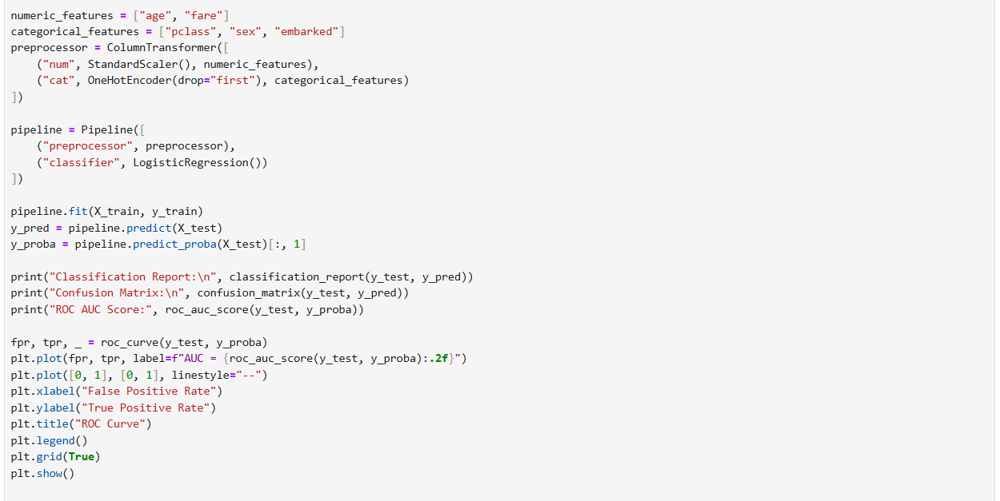 numeric_features = ["age", "fare"]
categorical_features = ["pclass", "sex", "embarked"]
preprocessor = ColumnTransformer([
    ("num", StandardScaler(), numeric_features),
    ("cat", OneHotEncoder(drop="first"), categorical_features)
])

pipeline = Pipeline([
    ("preprocessor", preprocessor),
    ("classifier", LogisticRegression())
])

pipeline.fit(X_train, y_train)
y_pred = pipeline.predict(X_test)
y_proba = pipeline.predict_proba(X_test)[:, 1]

print("Classification Report:\n", classification_report(y_test, y_pred))
print("Confusion Matrix:\n", confusion_matrix(y_test, y_pred))
print("ROC AUC Score:", roc_auc_score(y_test, y_proba))

fpr, tpr, _ = roc_curve(y_test, y_proba)
plt.plot(fpr, tpr, label=f"AUC = {roc_auc_score(y_test, y_proba):.2f}")
plt.plot([0, 1], [0, 1], linestyle="--")
plt.xlabel("False Positive Rate")
plt.ylabel("True Positive Rate")
plt.title("ROC Curve")
plt.legend()
plt.grid(True)
plt.show()